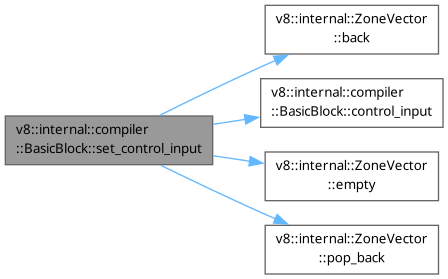 v8::internal::ZoneVector
::back
v8::internal::compiler
::BasicBlock::control_input
v8::internal::compiler
::BasicBlock::set_control_input
v8::internal::ZoneVector
::empty
v8::internal::ZoneVector
::pop_back